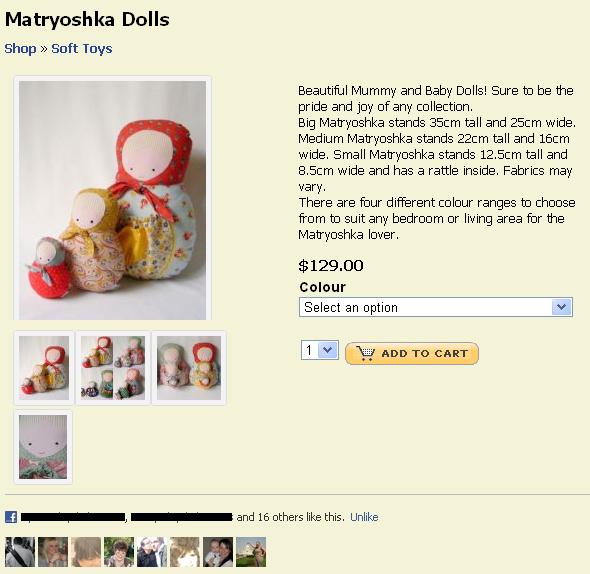 Matryoshka Dolls
Shop » Soft Toys
Beautiful Mummy and Baby Dolls! Sure to be the
pride and joy of any collection.
Big Matryoshka stands 35cm tall and 25cm wide.
Medium Matryoshka stands 22cm tall and 16cm
wide. Small Matryoshka stands 12.5cm tall and
8.5cm wide and has a rattle inside. Fabrics may
vary.
There are four different colour ranges to choose
from to suit any bedroom or living area for the
Matryoshka lover.
$129.00
Colour
Select an option
1 ADD TO CART
, and 16 others like this. Unlike